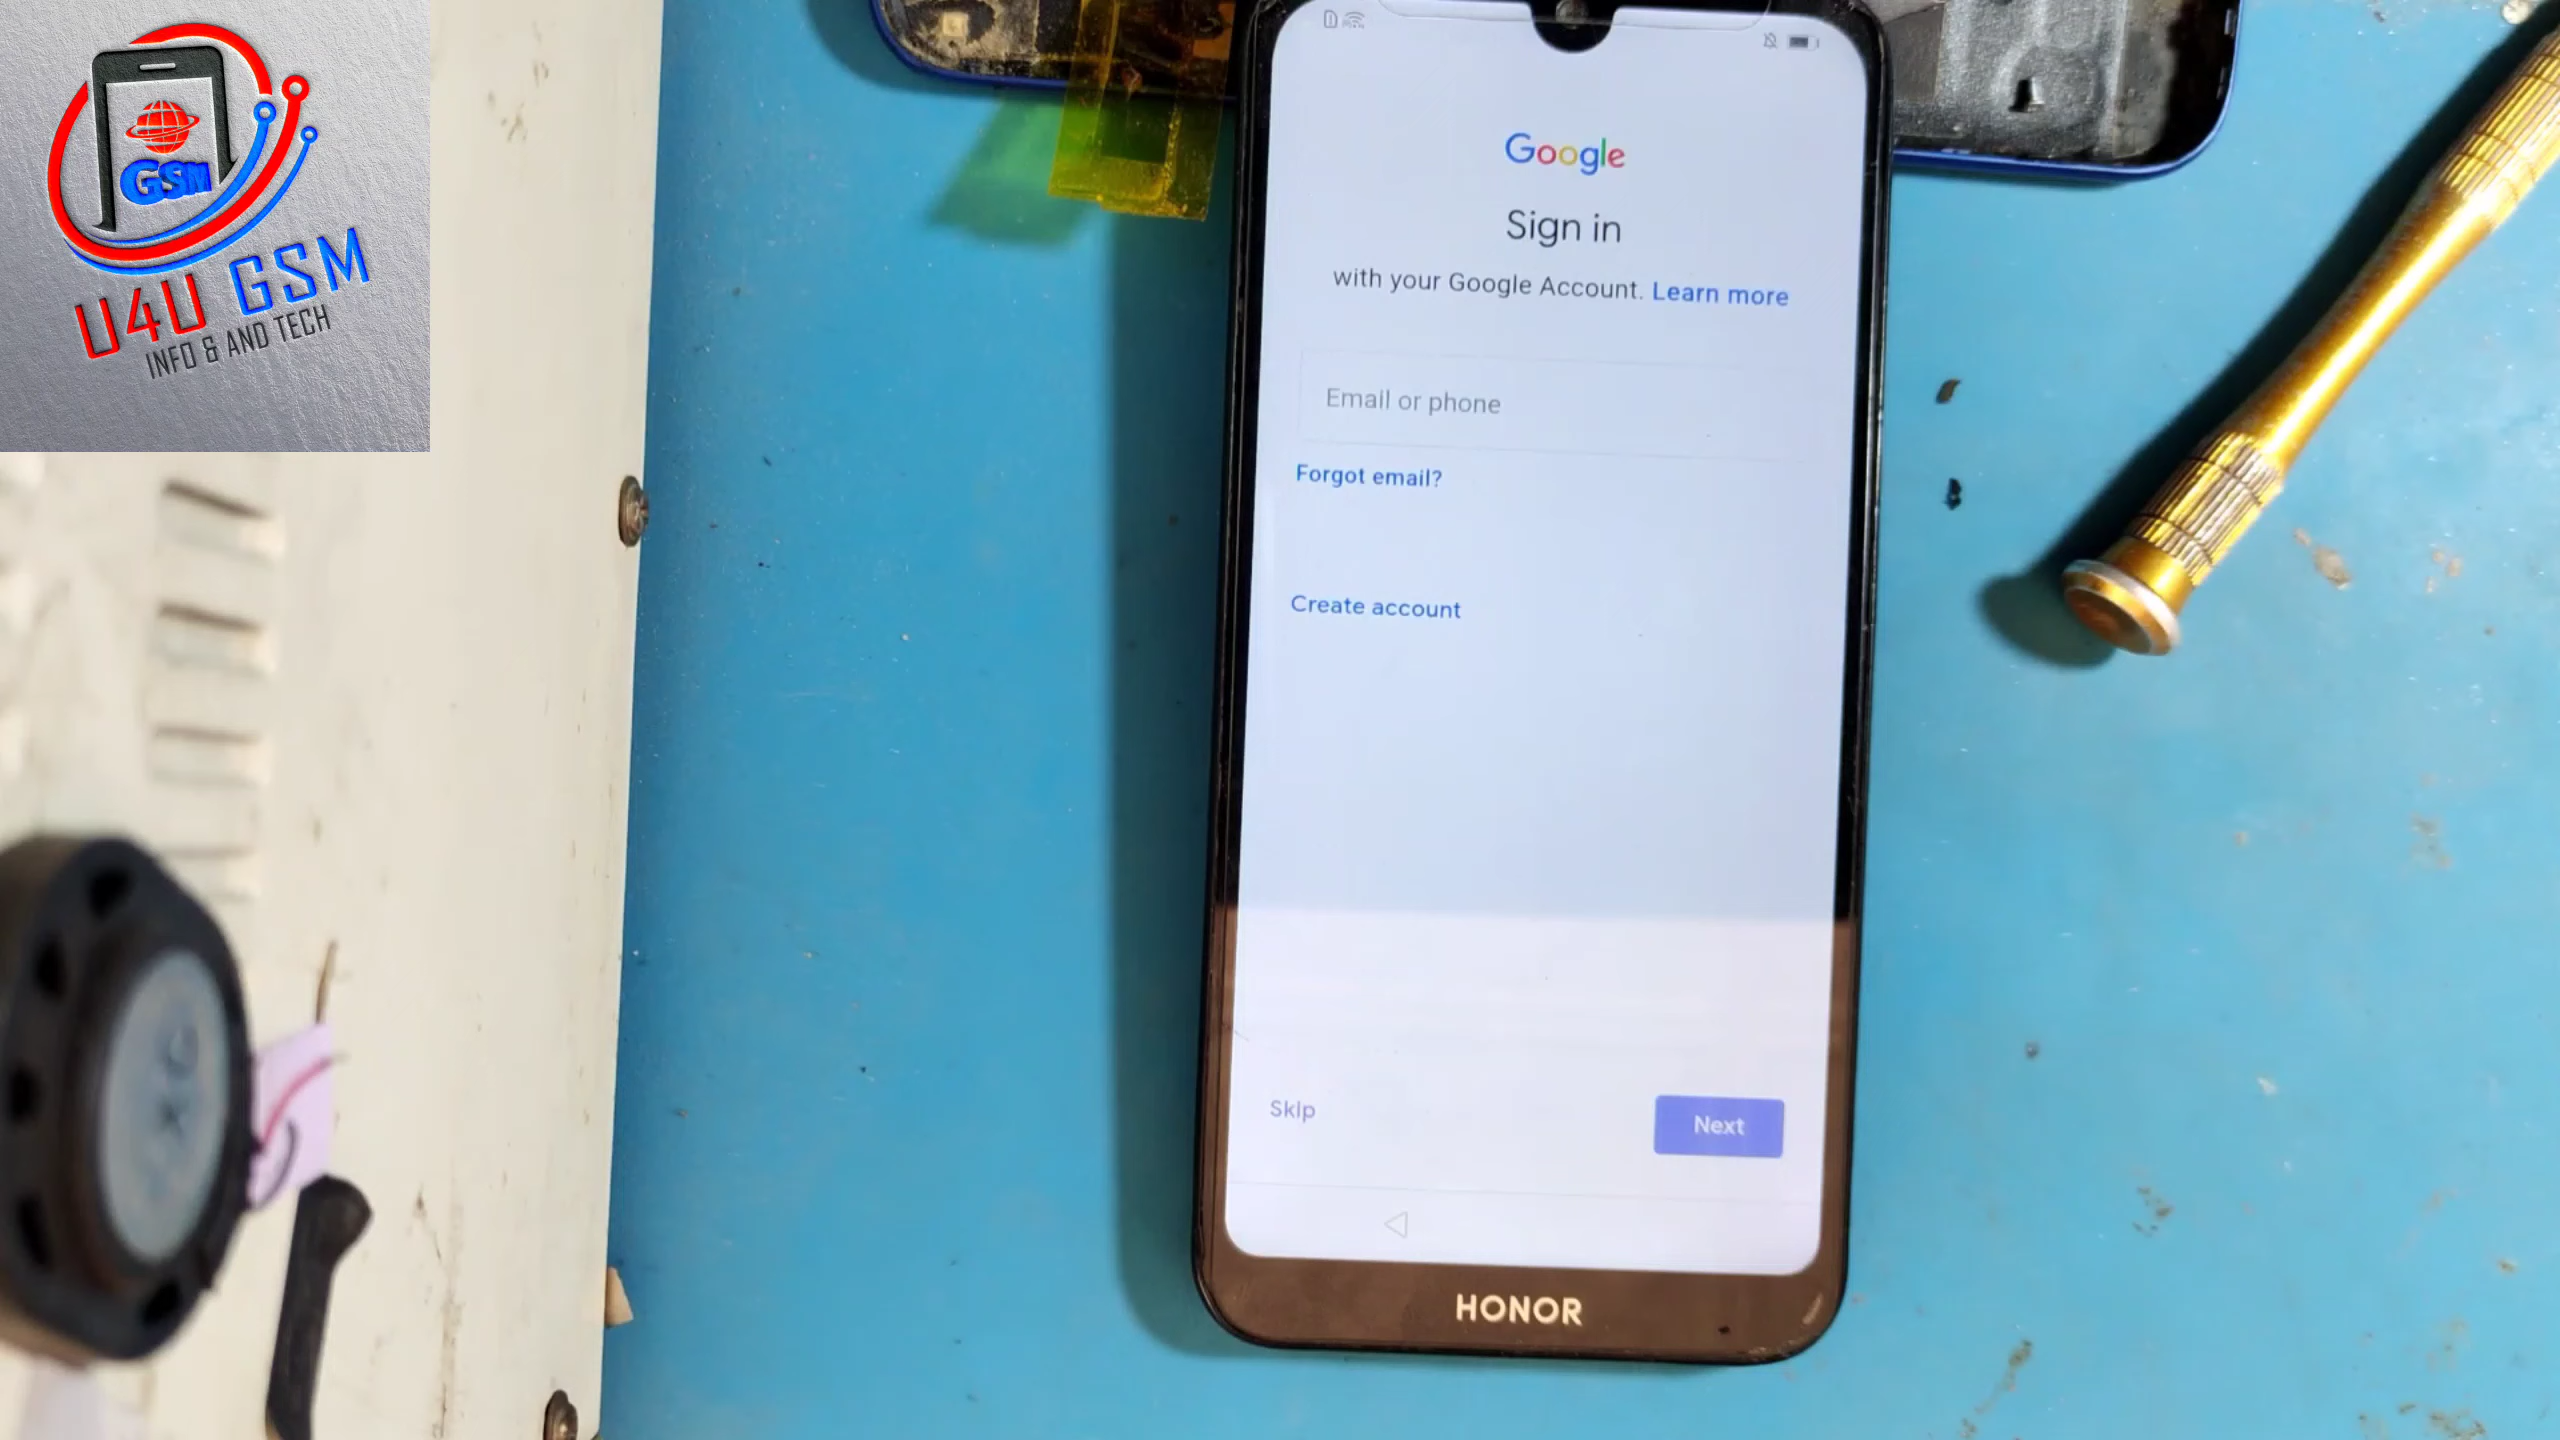 GSM
U4U GSM
INFO & AND TECH
Google
Sign in
with your Google Account. Learn more
Email or phone
Forgot email?
Create account
Skip
Next
HONOR